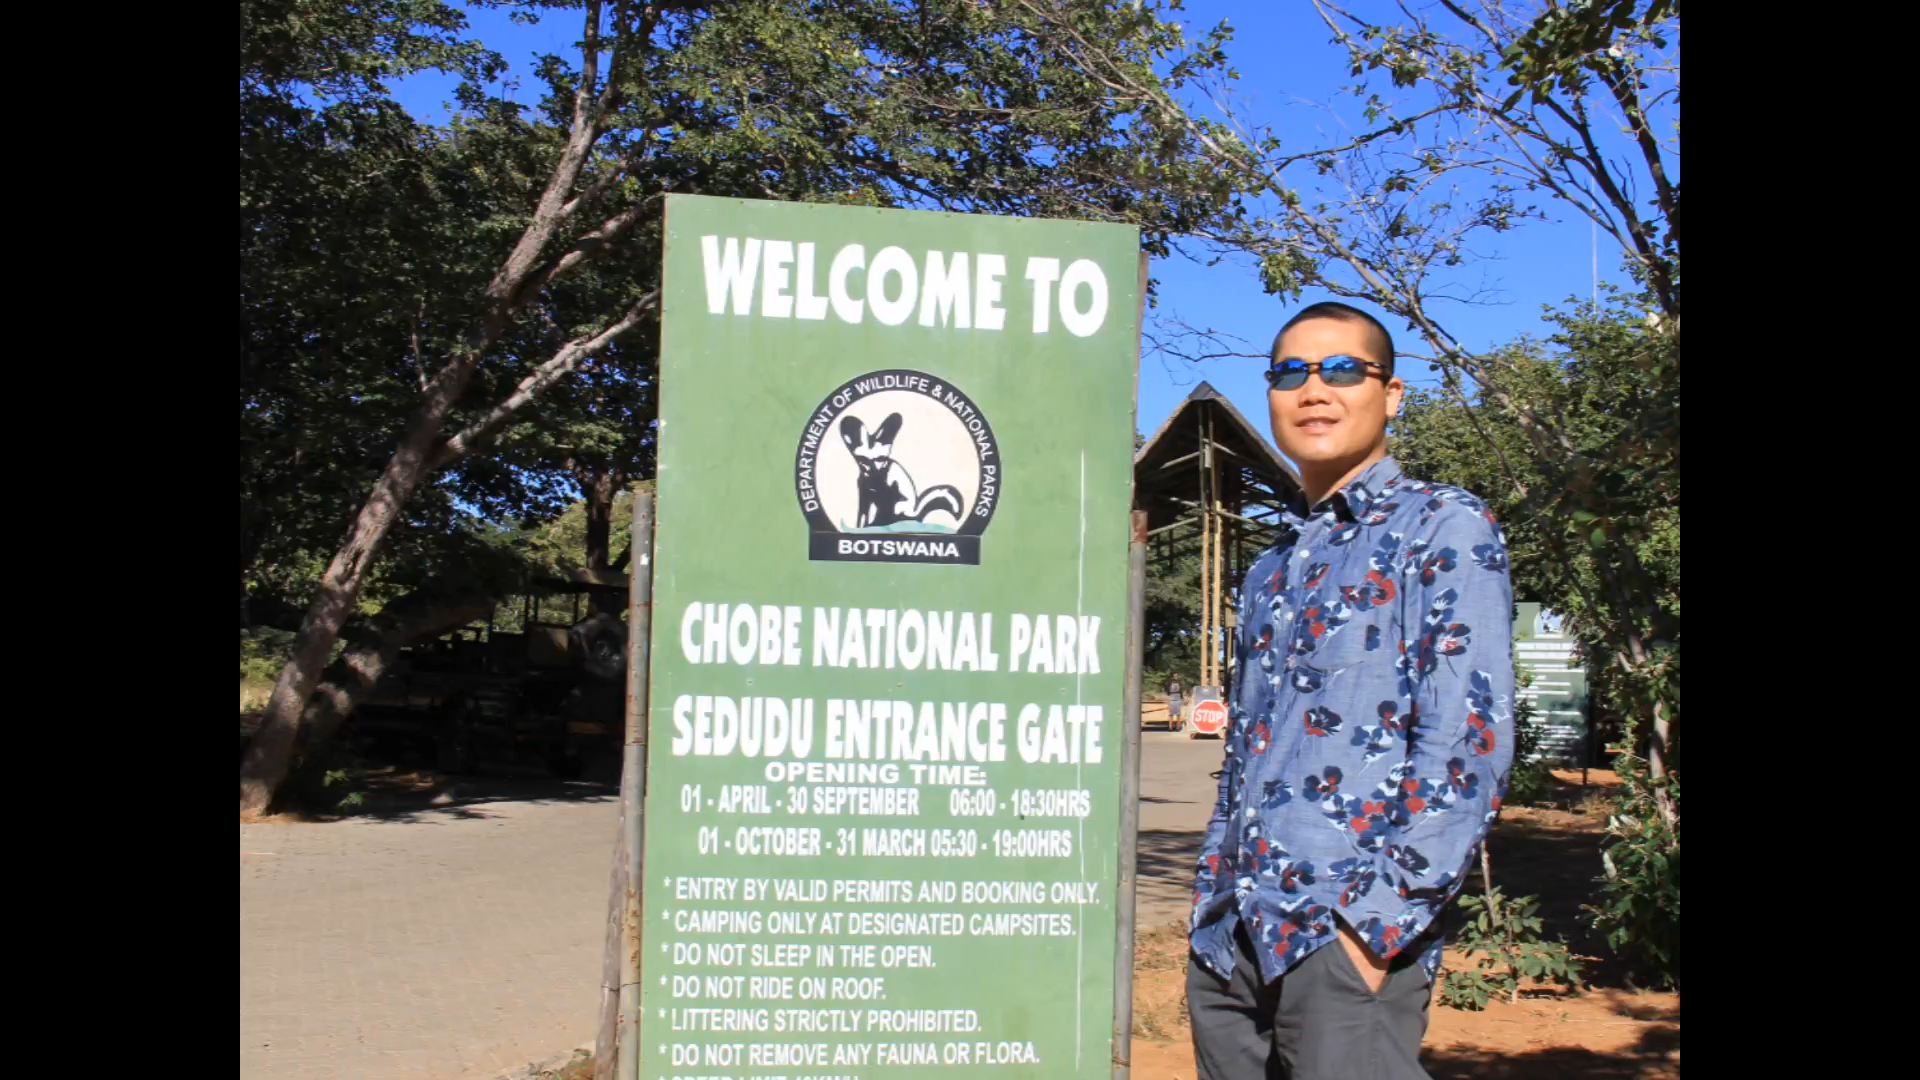 WELCOME TO
DEPARTMENT OF WILDLIFE & NATIONAL PARKS
BOTSWANA
CHOBE NATIONAL PARK
SEDUDU ENTRANCE GATE
OPENING TIME:
01 - APRIL - 30 SEPTEMBER 06:00 - 18:30HRS
01 - OCTOBER - 31 MARCH 05:30 - 19:00HRS
* ENTRY BY VALID PERMITS AND BOOKING ONLY.
* CAMPING ONLY AT DESIGNATED CAMPSITES.
* DO NOT SLEEP IN THE OPEN.
* DO NOT RIDE ON ROOF.
* LITTERING STRICTLY PROHIBITED.
* DO NOT REMOVE ANY FAUNA OR FLORA.
STOP